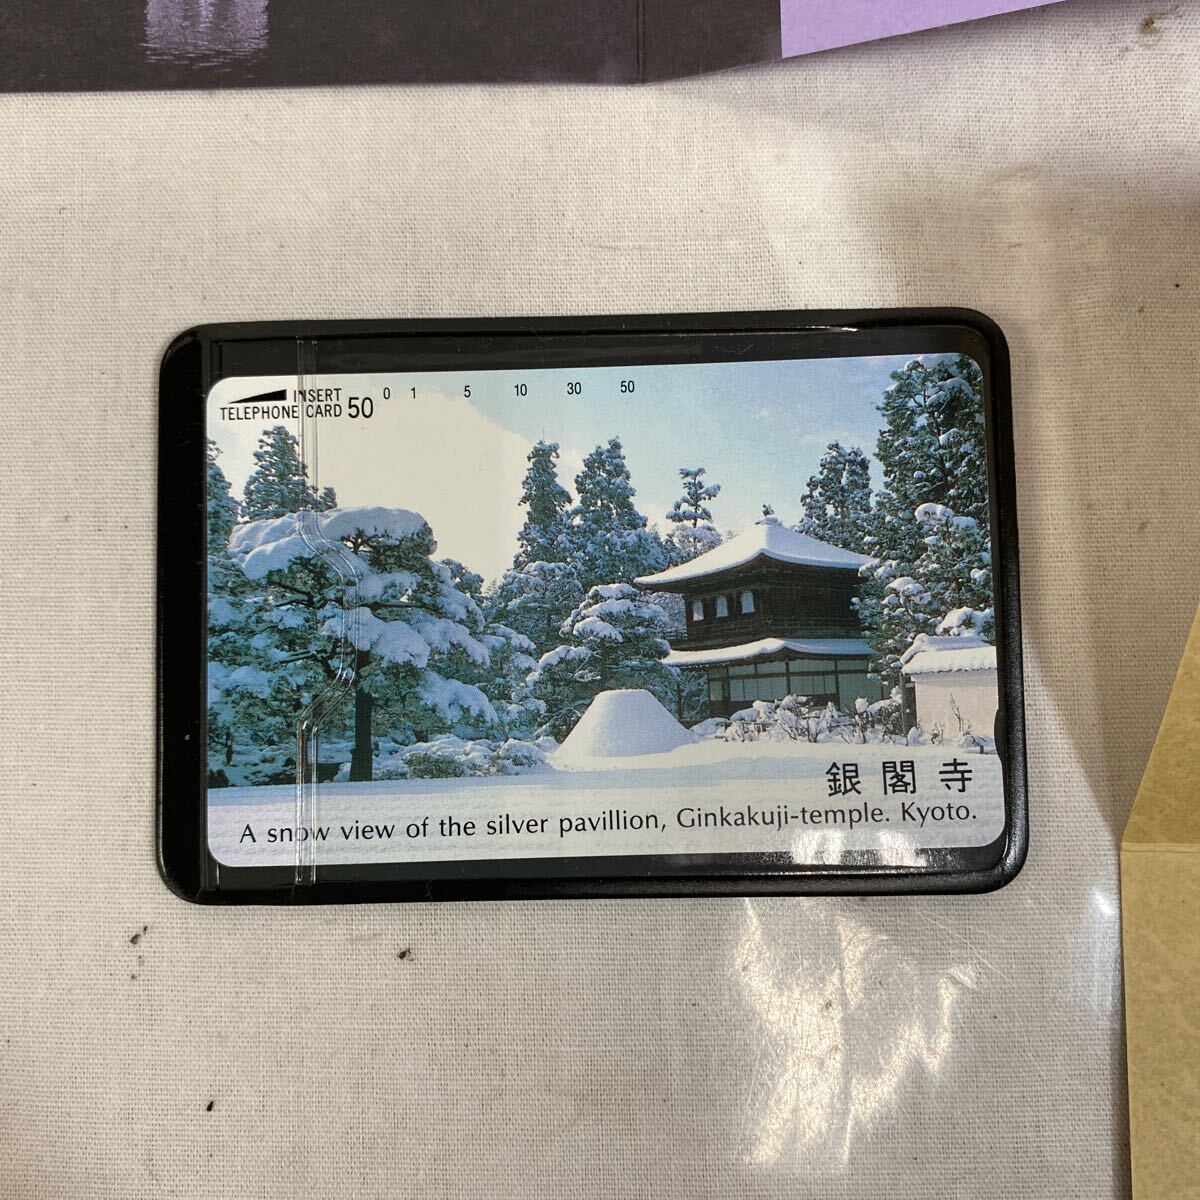 INSERT
TELEPHONE CARD 50
0 1 5 10 30 50
銀閣寺
A snow view of the silver pavillion, Ginkakuji-temple. Kyoto.